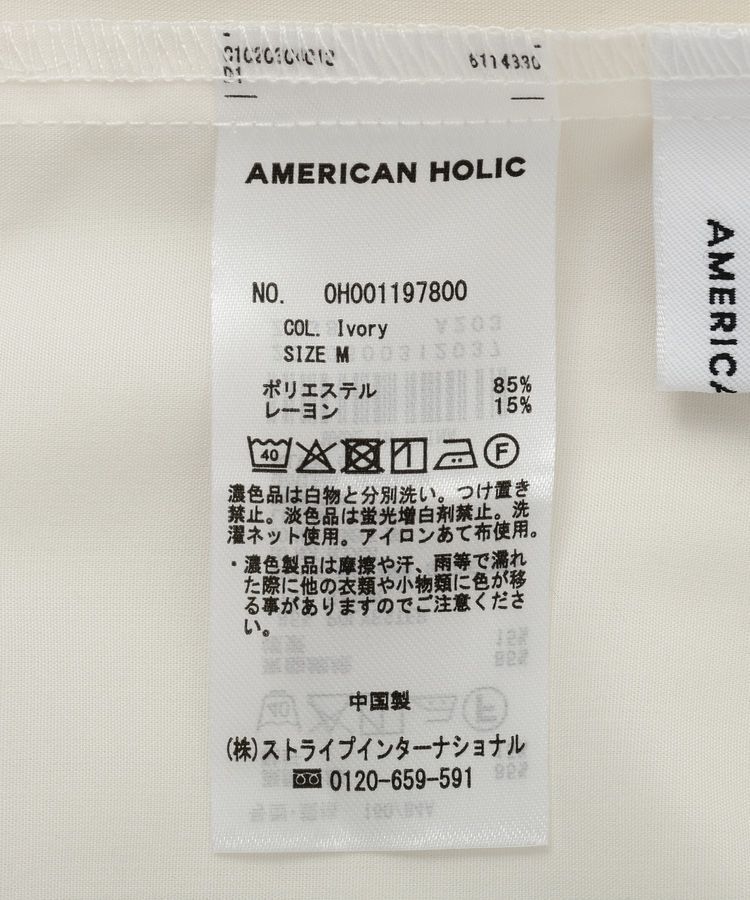 AMERICAN HOLIC
NO. 0H001197800
COL. Ivory
SIZE M
ポリエステル 85%
レーヨン 15%
40
F
濃色品は白物と分別洗い。つけ置き
禁止。淡色品は蛍光増白剤禁止。洗
濯ネット使用。アイロンあて布使用。
・濃色製品は摩擦や汗、雨等で濡れ
た際に他の衣類や小物類に色が移
る事がありますのでご注意くださ
い。
中国製
(株)ストライプインターナショナル
0120-659-591
AMERICA